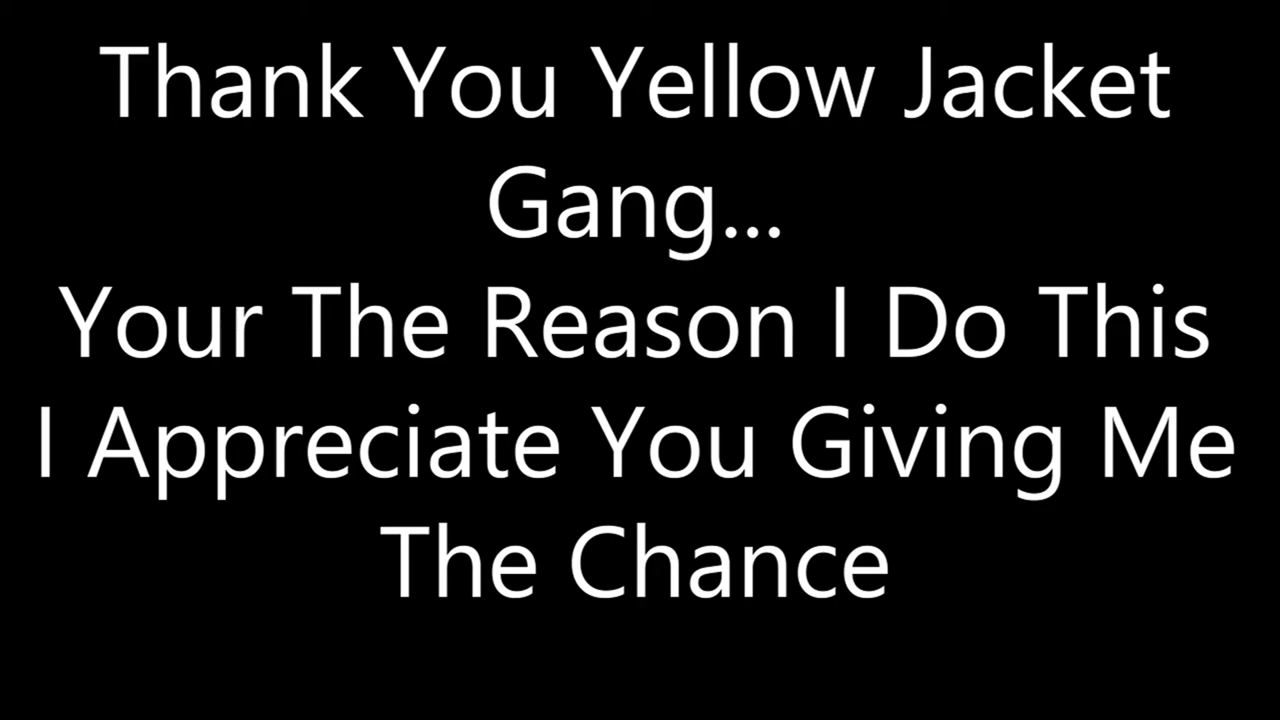 Thank You Yellow Jacket
Gang...
Your The Reason I Do This
I Appreciate You Giving Me
The Chance